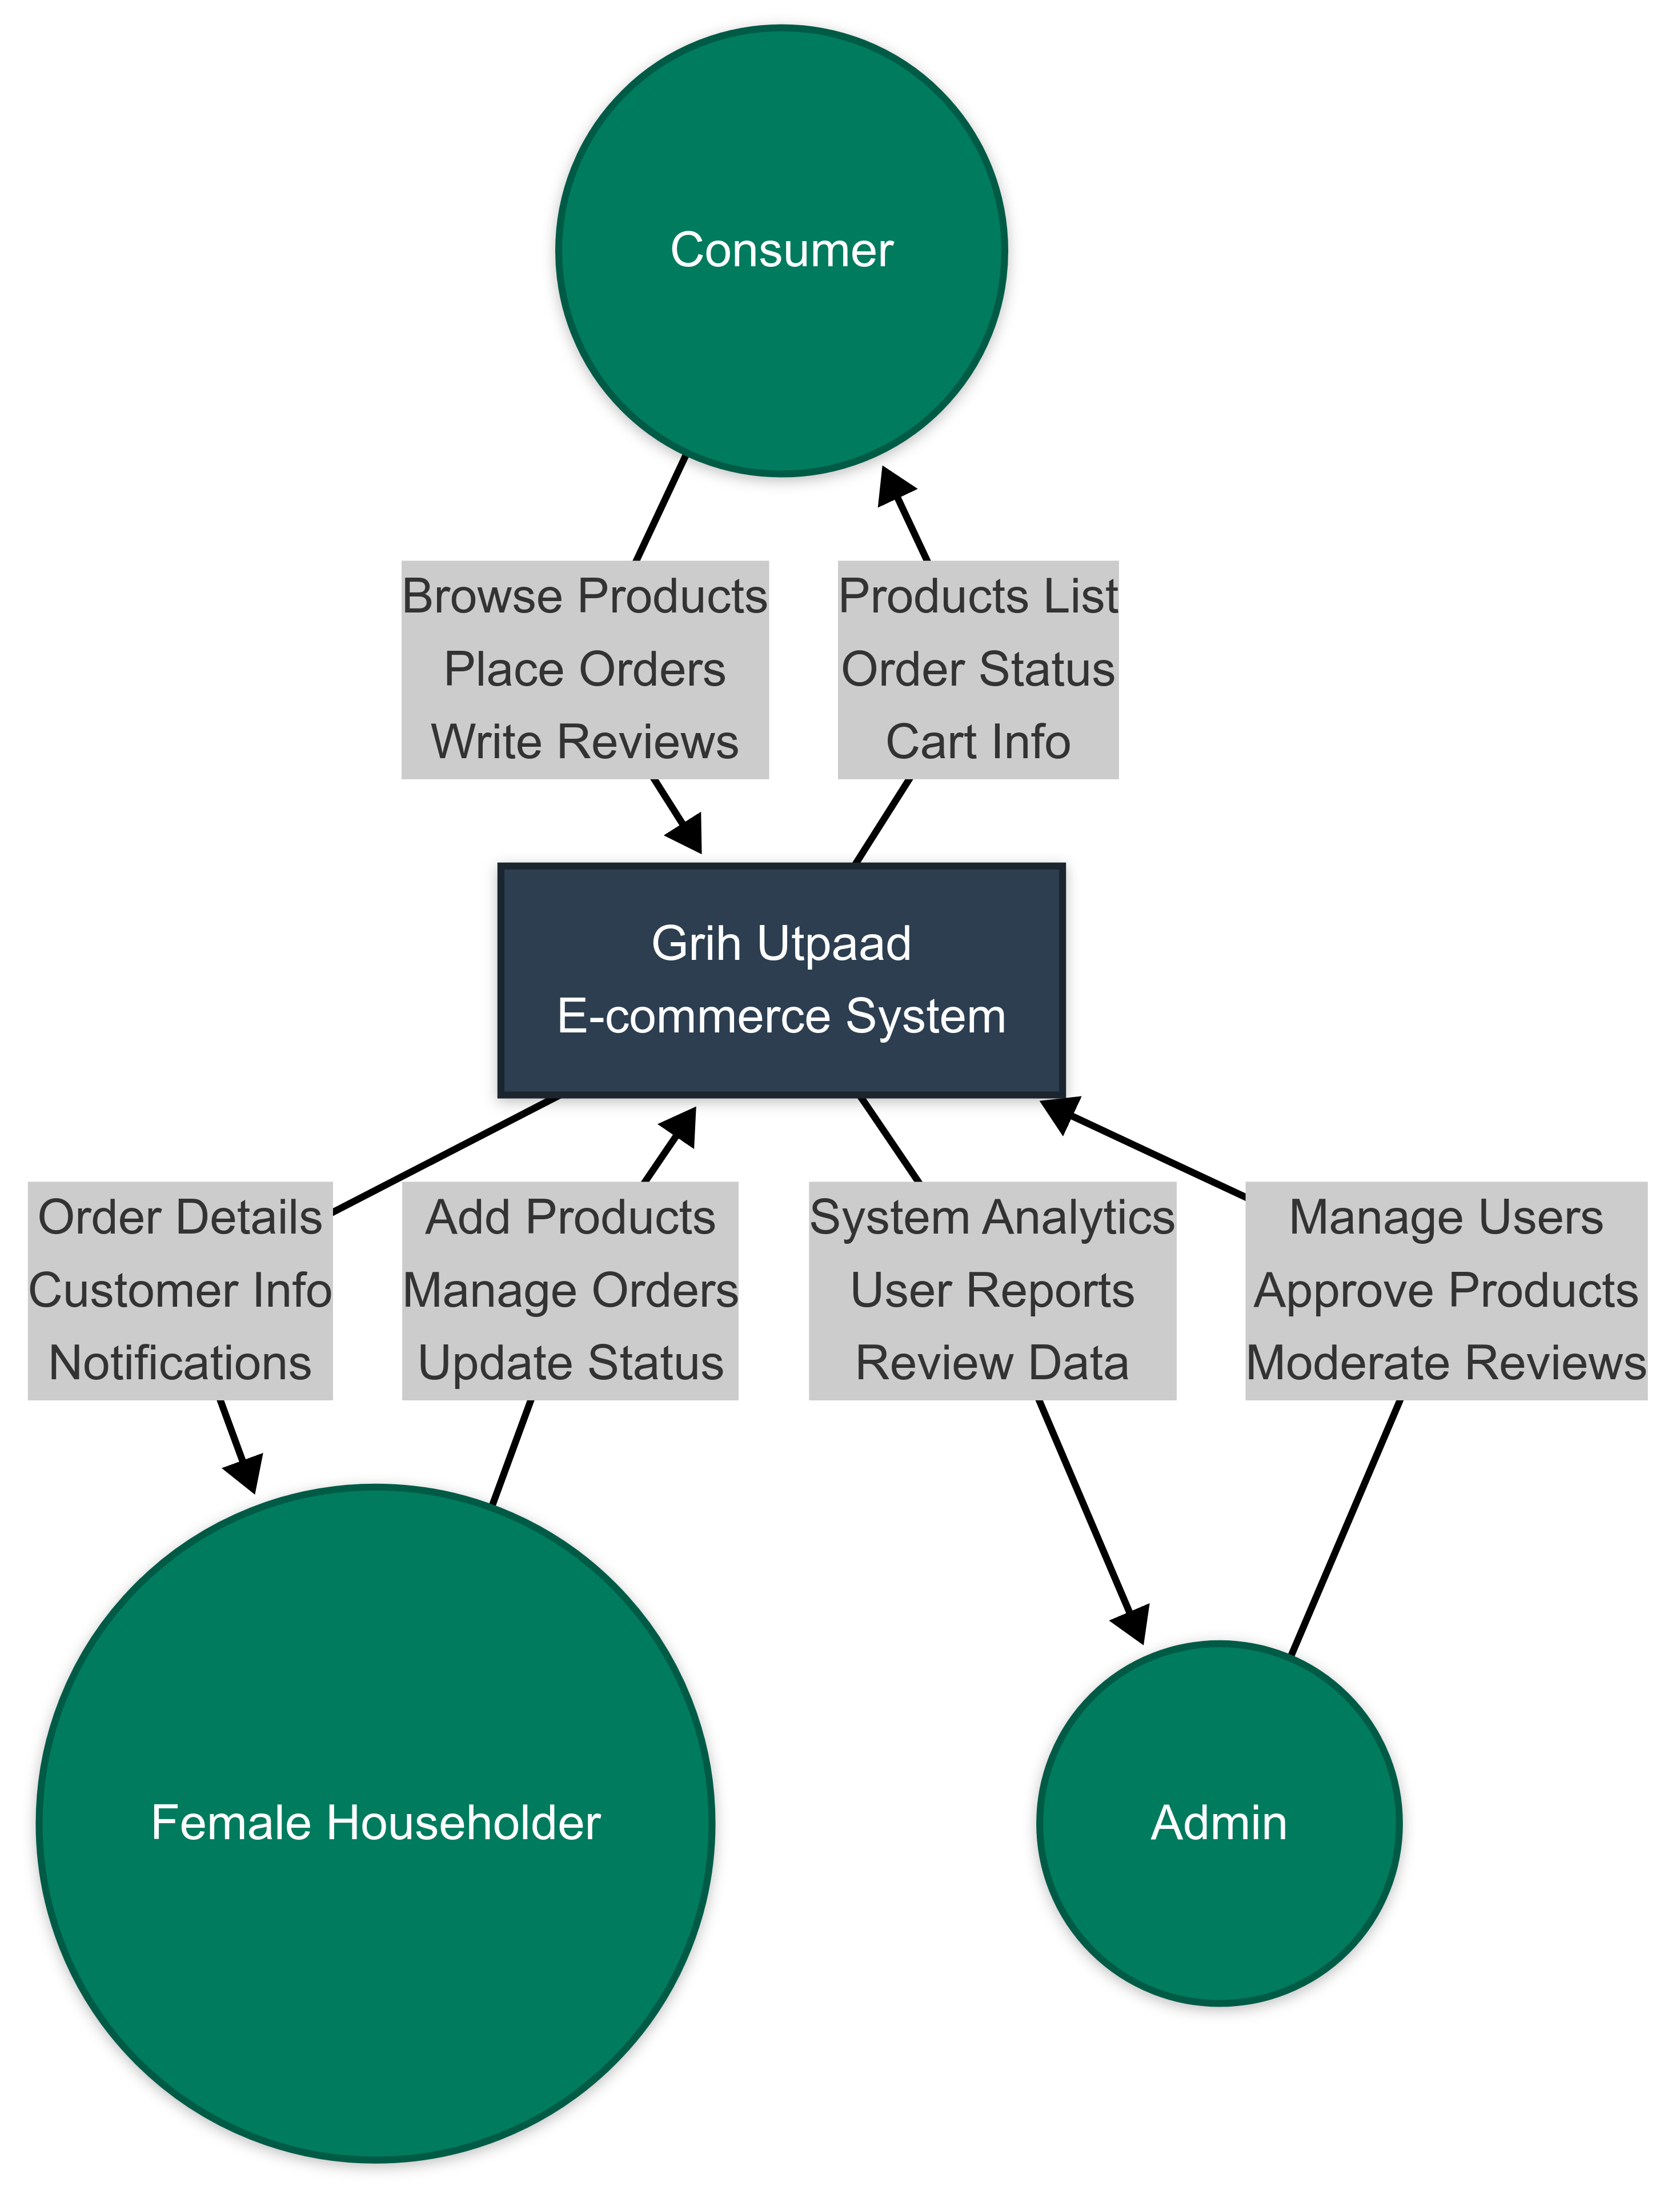 Consumer
Browse Products
Place Orders
Write Reviews
Products List
Order Status
Cart Info
Grih Utpaad
E-commerce System
Order Details
Customer Info
Notifications
Add Products
Manage Orders
Update Status
System Analytics
User Reports
Review Data
Manage Users
Approve Products
Moderate Reviews
Female Householder
Admin